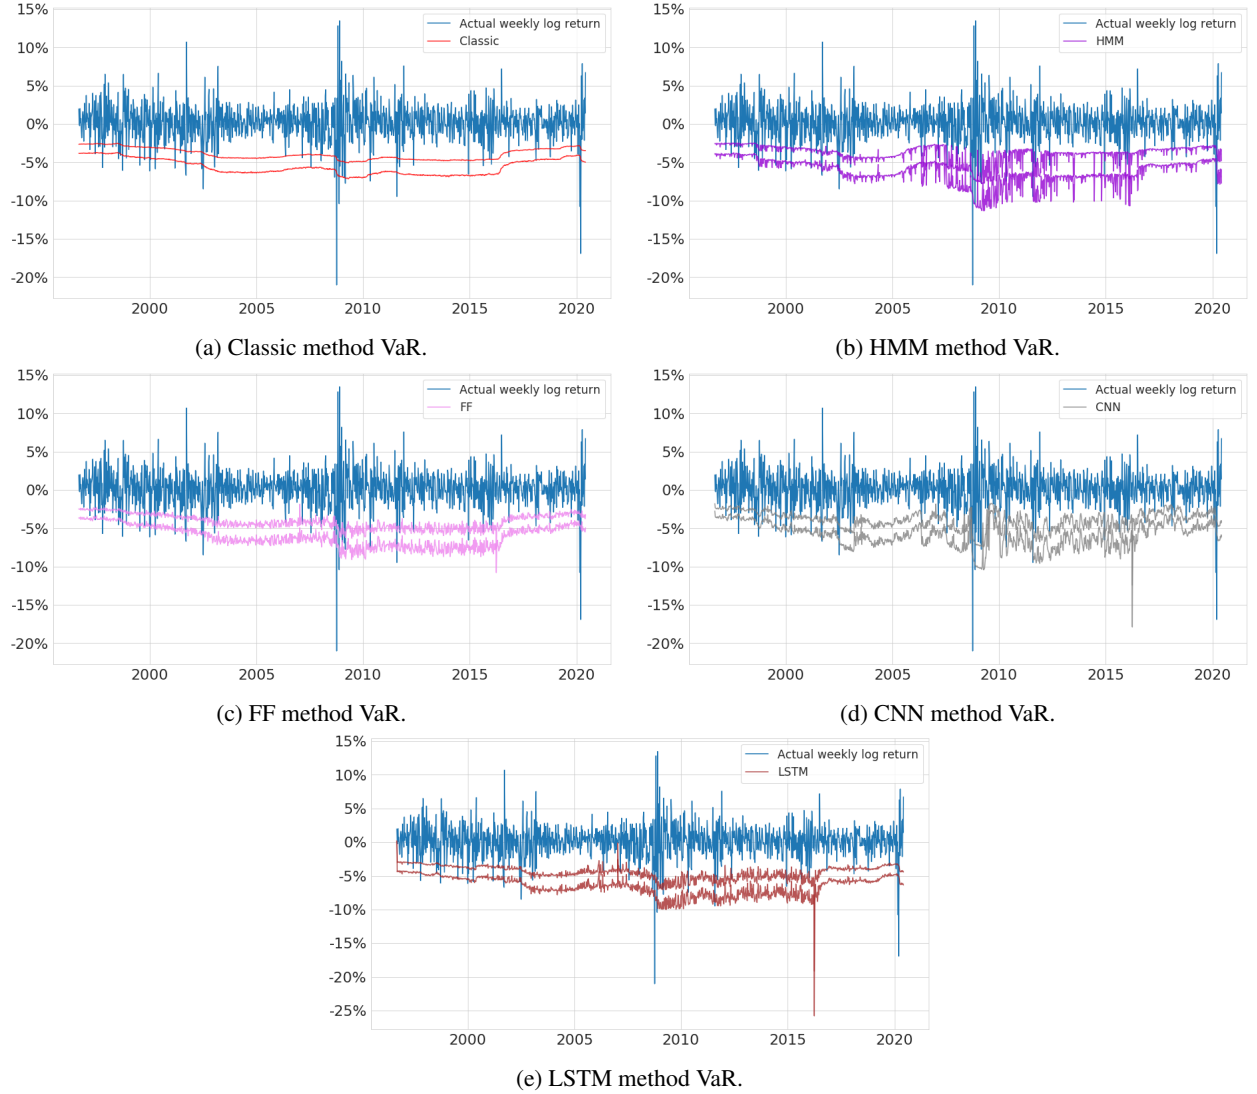 15%
10%
5%
0%
-5%
-10%
-15%
-20%
2000 2005 2010 2015 2020
Actual weekly log return
Classic
(a) Classic method VaR.
15%
10%
5%
0%
-5%
-10%
-15%
-20%
2000 2005 2010 2015 2020
Actual weekly log return
HMM
(b) HMM method VaR.
15%
10%
5%
0%
-5%
-10%
-15%
-20%
2000 2005 2010 2015 2020
Actual weekly log return
FF
(c) FF method VaR.
15%
10%
5%
0%
-5%
-10%
-15%
-20%
2000 2005 2010 2015 2020
Actual weekly log return
CNN
(d) CNN method VaR.
15%
10%
5%
0%
-5%
-10%
-15%
-20%
-25%
2000 2005 2010 2015 2020
Actual weekly log return
LSTM
(e) LSTM method VaR.